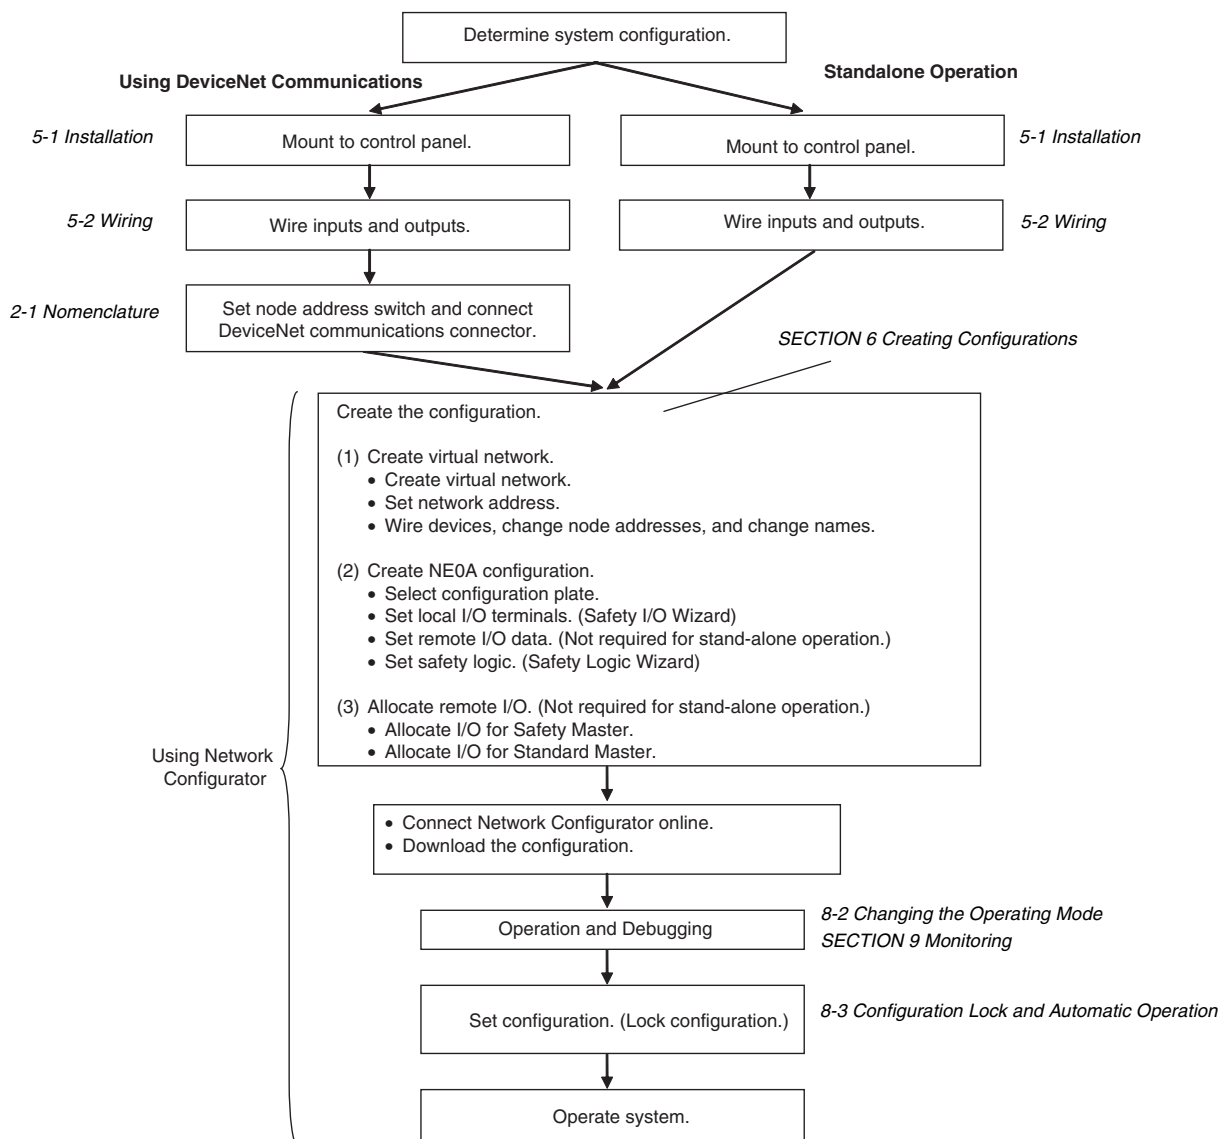 Determine system configuration.
Using DeviceNet Communications
Standalone Operation
5-1 Installation
Mount to control panel.
Mount to control panel.
5-1 Installation
5-2 Wiring
Wire inputs and outputs.
Wire inputs and outputs.
5-2 Wiring
2-1 Nomenclature
Set node address switch and connect
DeviceNet communications connector.
SECTION 6 Creating Configurations
Create the configuration.
(1) Create virtual network.
• Create virtual network.
• Set network address.
• Wire devices, change node addresses, and change names.
(2) Create NE0A configuration.
• Select configuration plate.
• Set local I/O terminals. (Safety I/O Wizard)
• Set remote I/O data. (Not required for stand-alone operation.)
• Set safety logic. (Safety Logic Wizard)
(3) Allocate remote I/O. (Not required for stand-alone operation.)
• Allocate I/O for Safety Master.
• Allocate I/O for Standard Master.
Using Network
Configurator
• Connect Network Configurator online.
• Download the configuration.
Operation and Debugging
8-2 Changing the Operating Mode
SECTION 9 Monitoring
Set configuration. (Lock configuration.)
8-3 Configuration Lock and Automatic Operation
Operate system.